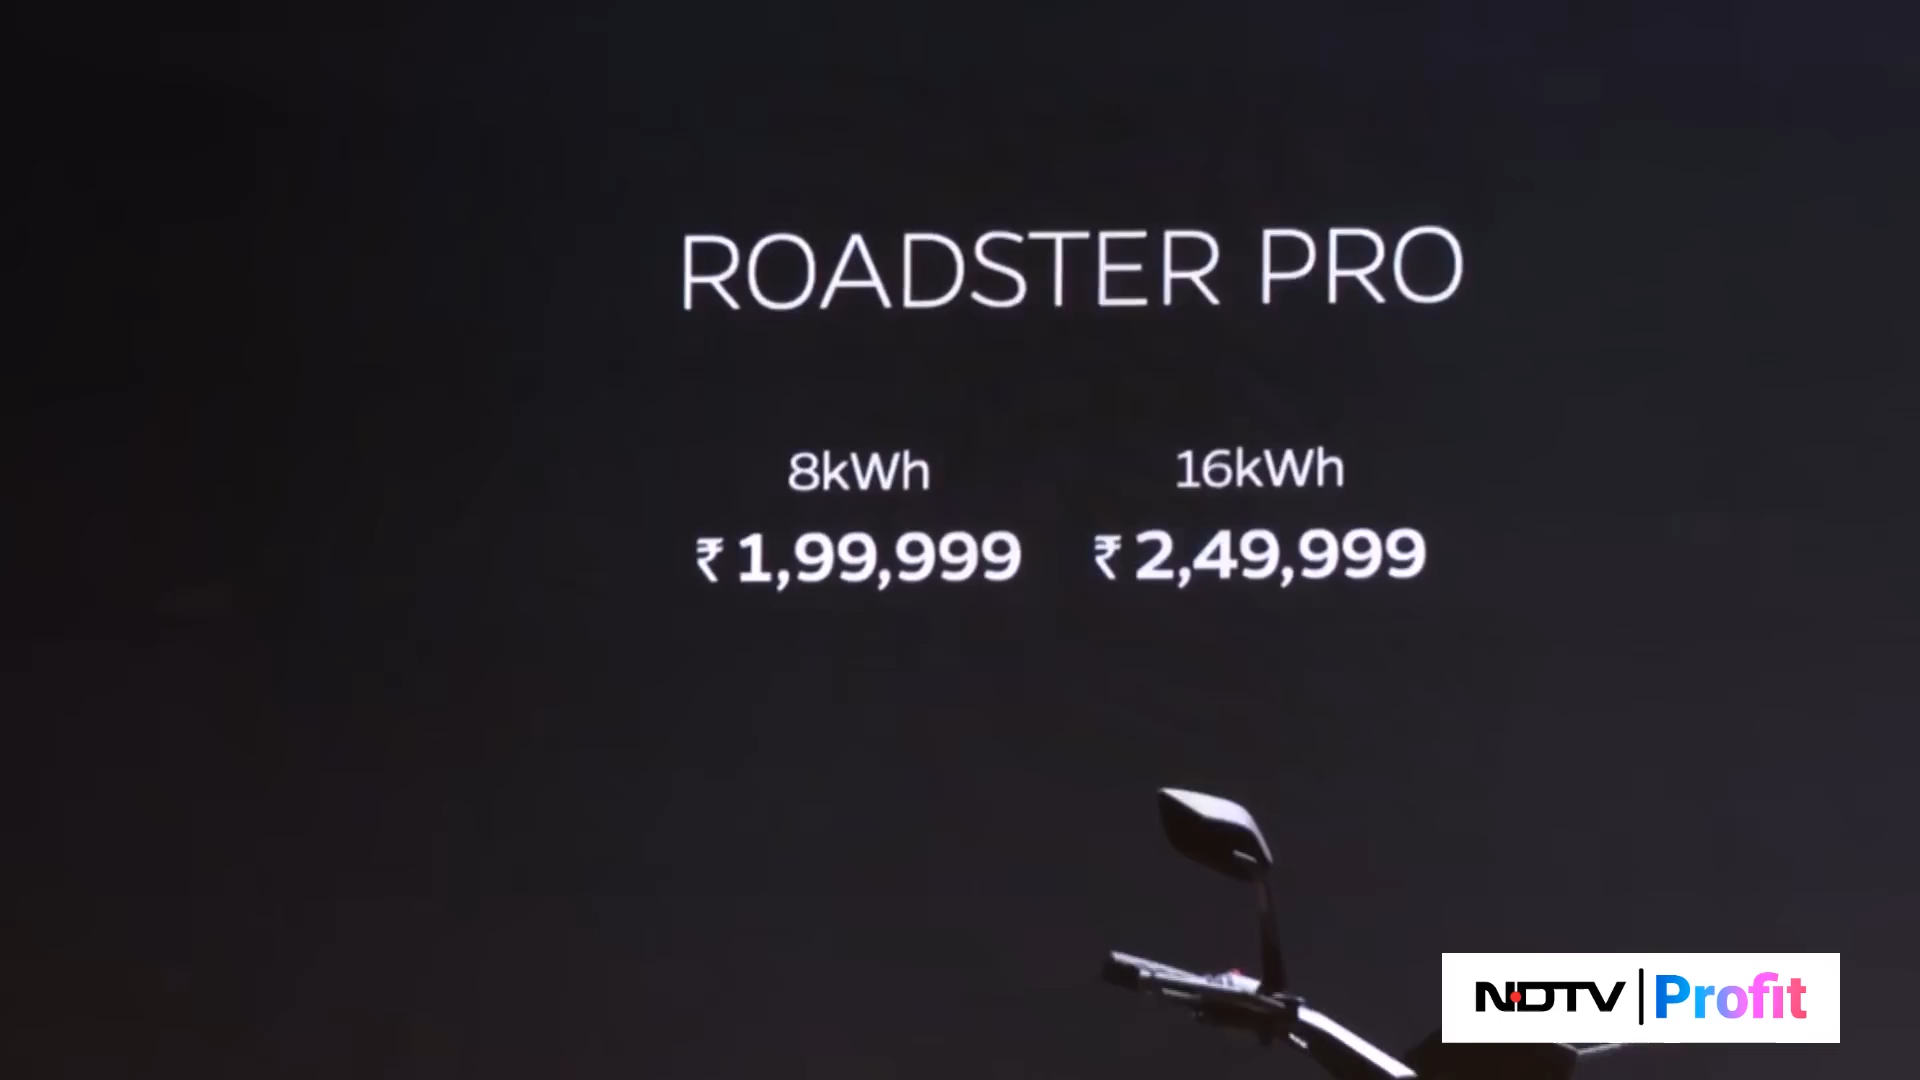 ROADSTER PRO
8kWh 16kWh
₹ 1,99,999 ₹ 2,49,999
NDTV | Profit